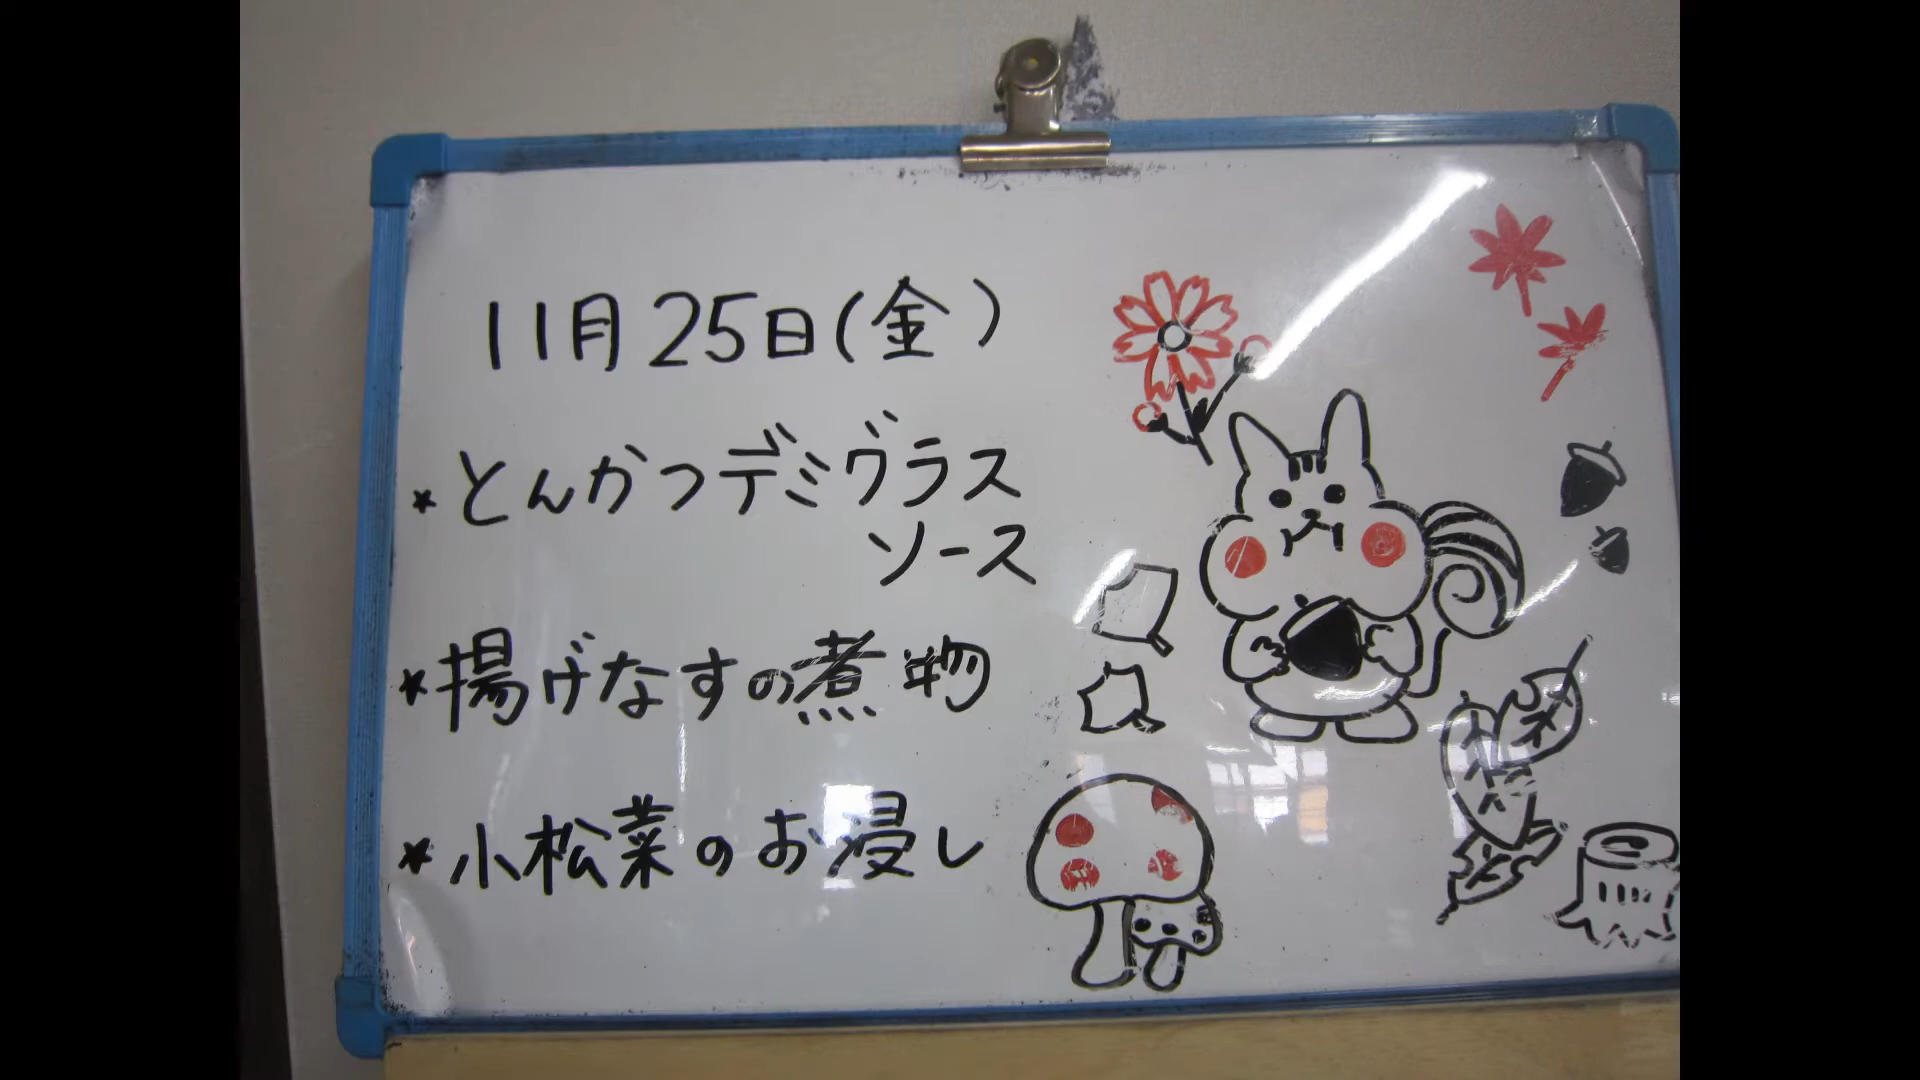 11月25日(金)
*とんかつデミグラス
ソース
*揚げなすの煮物
*小松菜のお浸し